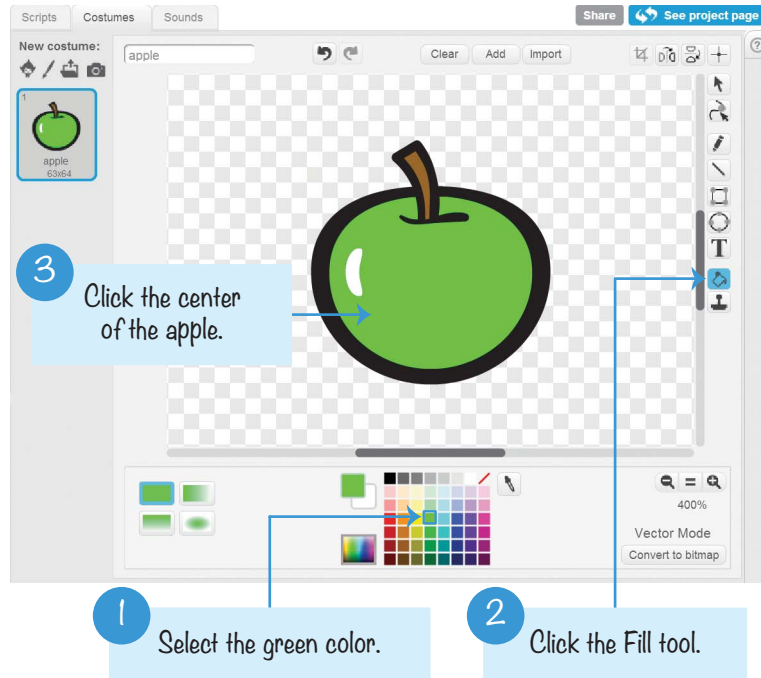 Scripts
Costumes
Sounds
Share
See project page
New costume:
apple
Clear
Add
Import
?
1
apple
63x64
T
3
Click the center
of the apple.
400%
Vector Mode
Convert to bitmap
1
Select the green color.
2
Click the Fill tool.